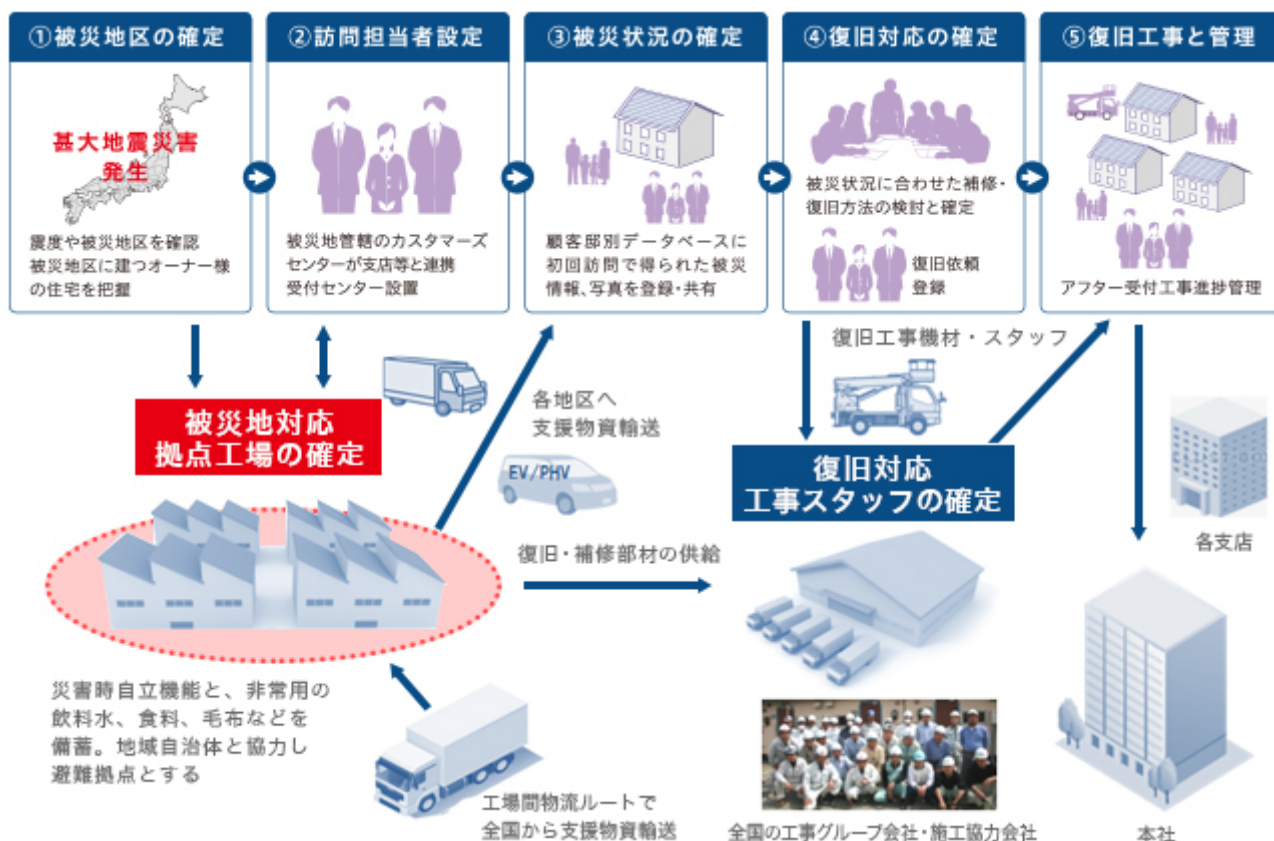 ①被災地区の確定
甚大地震災害
発生
震度や被災地区を確認
被災地区に建つオーナー様
の住宅を把握
②訪問担当者設定
被災地管轄のカスタマーズ
センターが支店等と連携
受付センター設置
③被災状況の確定
顧客邸別データベースに
初回訪問で得られた被災
情報、写真を登録・共有
④復旧対応の確定
被災状況に合わせた補修・
復旧方法の検討と確定
復旧依頼
登録
⑤復旧工事と管理
アフター受付工事進捗管理
被災地対応
拠点工場の確定
各地区へ
支援物資輸送
EV/PHV
復旧・補修部材の供給
復旧工事機材・スタッフ
復旧対応
工事スタッフの確定
各支店
災害時自立機能と、非常用の
飲料水、食料、毛布などを
備蓄。地域自治体と協力し
避難拠点とする
工場間物流ルートで
全国から支援物資輸送
全国の工事グループ会社・施工協力会社
本社